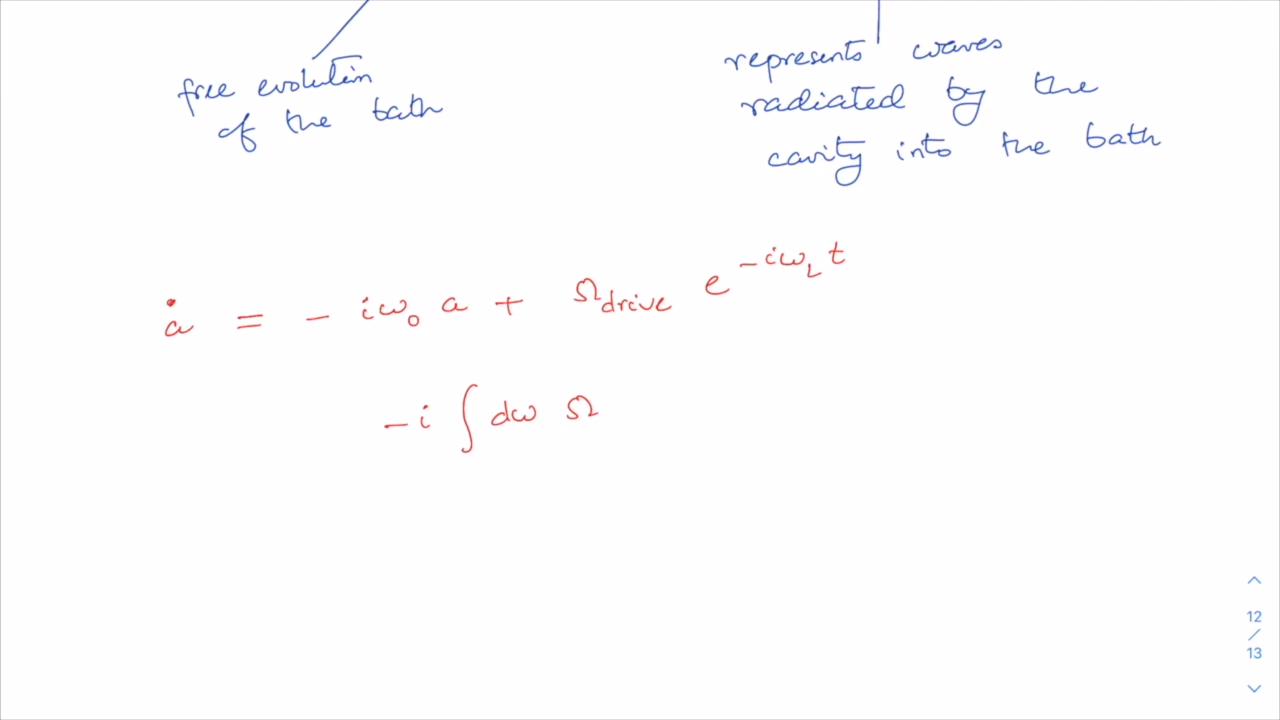 free evolution
of the bath
represents waves
radiated by the
cavity into the bath
ȧ = - iω₀ a + Ω_drive e^{-iω_L t}
-i ∫ dω Ω
12
/
13